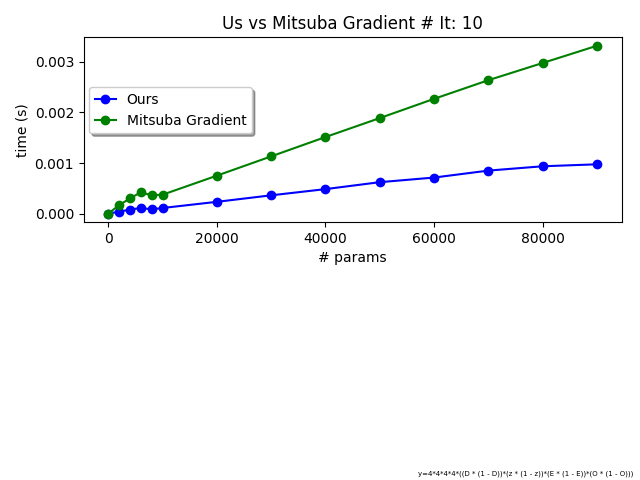 Us vs Mitsuba Gradient # It: 10
0.003
0.002
0.001
0.000
time (s)
Ours
Mitsuba Gradient
0 20000 40000 60000 80000
# params
y=4*4*4*4*((D * (1 - D))*(z * (1 - z))*(E * (1 - E))*(O * (1 - O)))